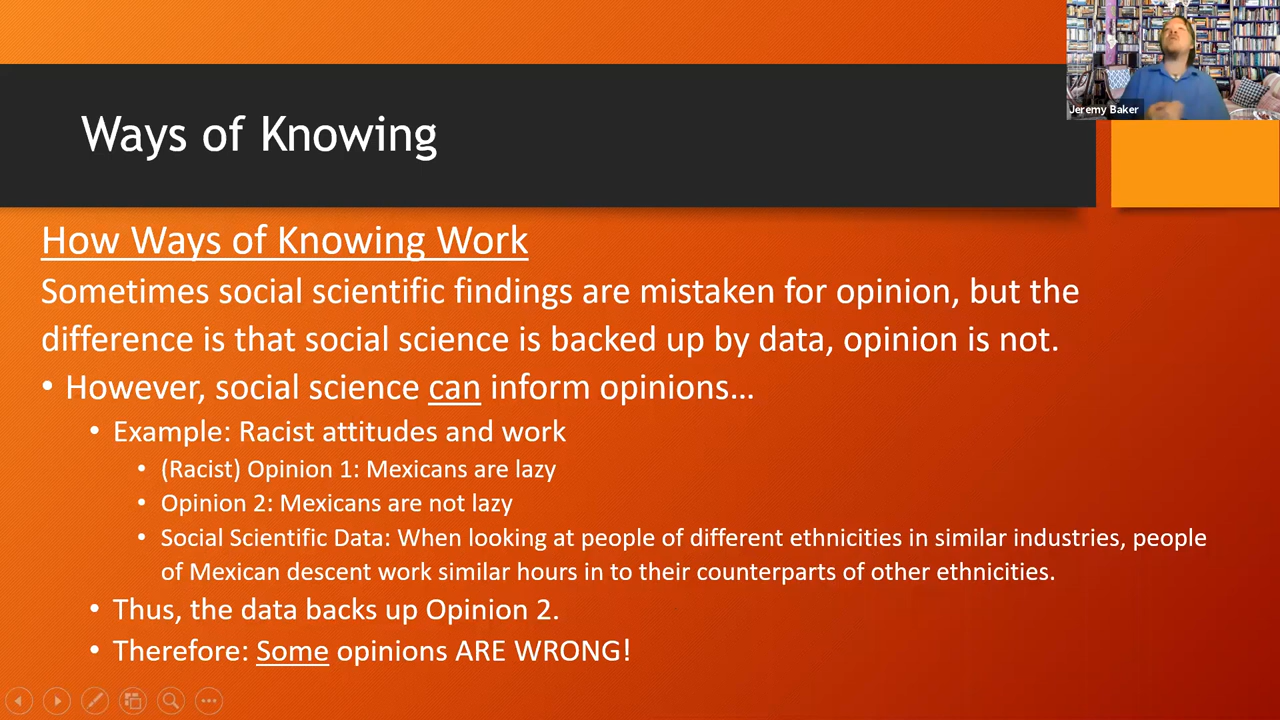 Jeremy Baker
Ways of Knowing
How Ways of Knowing Work
Sometimes social scientific findings are mistaken for opinion, but the
difference is that social science is backed up by data, opinion is not.
• However, social science can inform opinions...
• Example: Racist attitudes and work
• (Racist) Opinion 1: Mexicans are lazy
• Opinion 2: Mexicans are not lazy
• Social Scientific Data: When looking at people of different ethnicities in similar industries, people
of Mexican descent work similar hours in to their counterparts of other ethnicities.
• Thus, the data backs up Opinion 2.
• Therefore: Some opinions ARE WRONG!